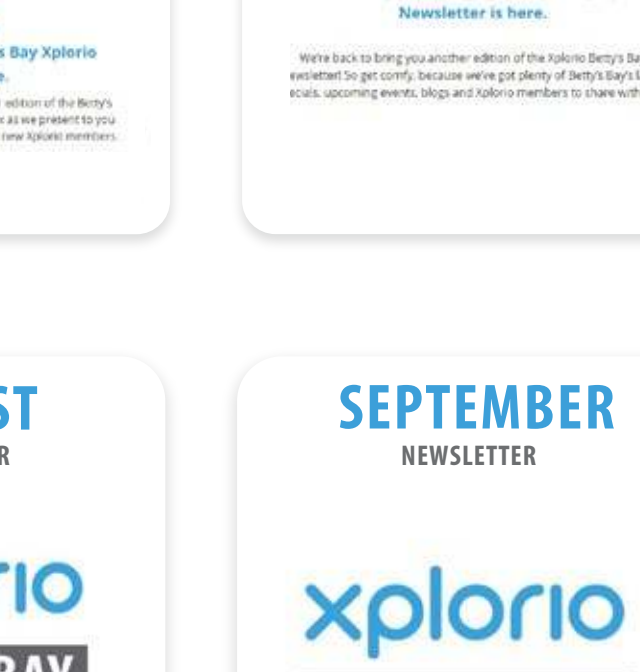 s Bay Xplorio
e.
edition of the Betty's
as we present to you
new Xplorio members.
Newsletter is here.
We're back to bring you another edition of the Xplorio Betty's Ba
ewsletter! So get comfy, because we've got plenty of Betty's Bay's l
ecials, upcoming events, blogs and Xplorio members to share with
ST
R
rio
BAY
SEPTEMBER
NEWSLETTER
xplorio